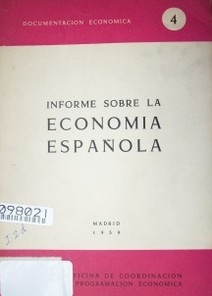 DOCUMENTACION ECONOMICA
4
INFORME SOBRE LA
ECONOMIA
ESPAÑOLA
098021
MADRID
1959
OFICINA DE COORDINACION
PROGRAMACION ECONOMICA